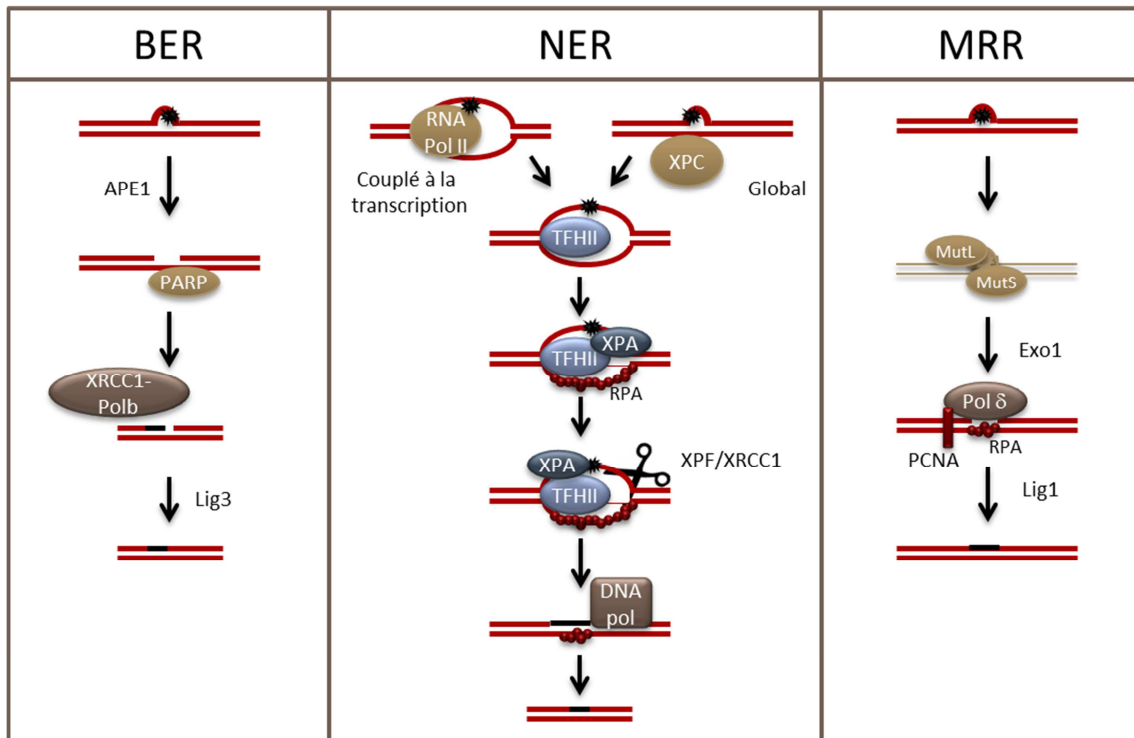 BER
NER
MRR
APE1
PARP
XRCC1-
Polb
Lig3
RNA
Pol II
XPC
Couplé à la
transcription
Global
TFHII
TFHII
XPA
RPA
XPA
TFHII
XPF/XRCC1
DNA
pol
MutL
MutS
Exo1
Pol δ
PCNA
RPA
Lig1